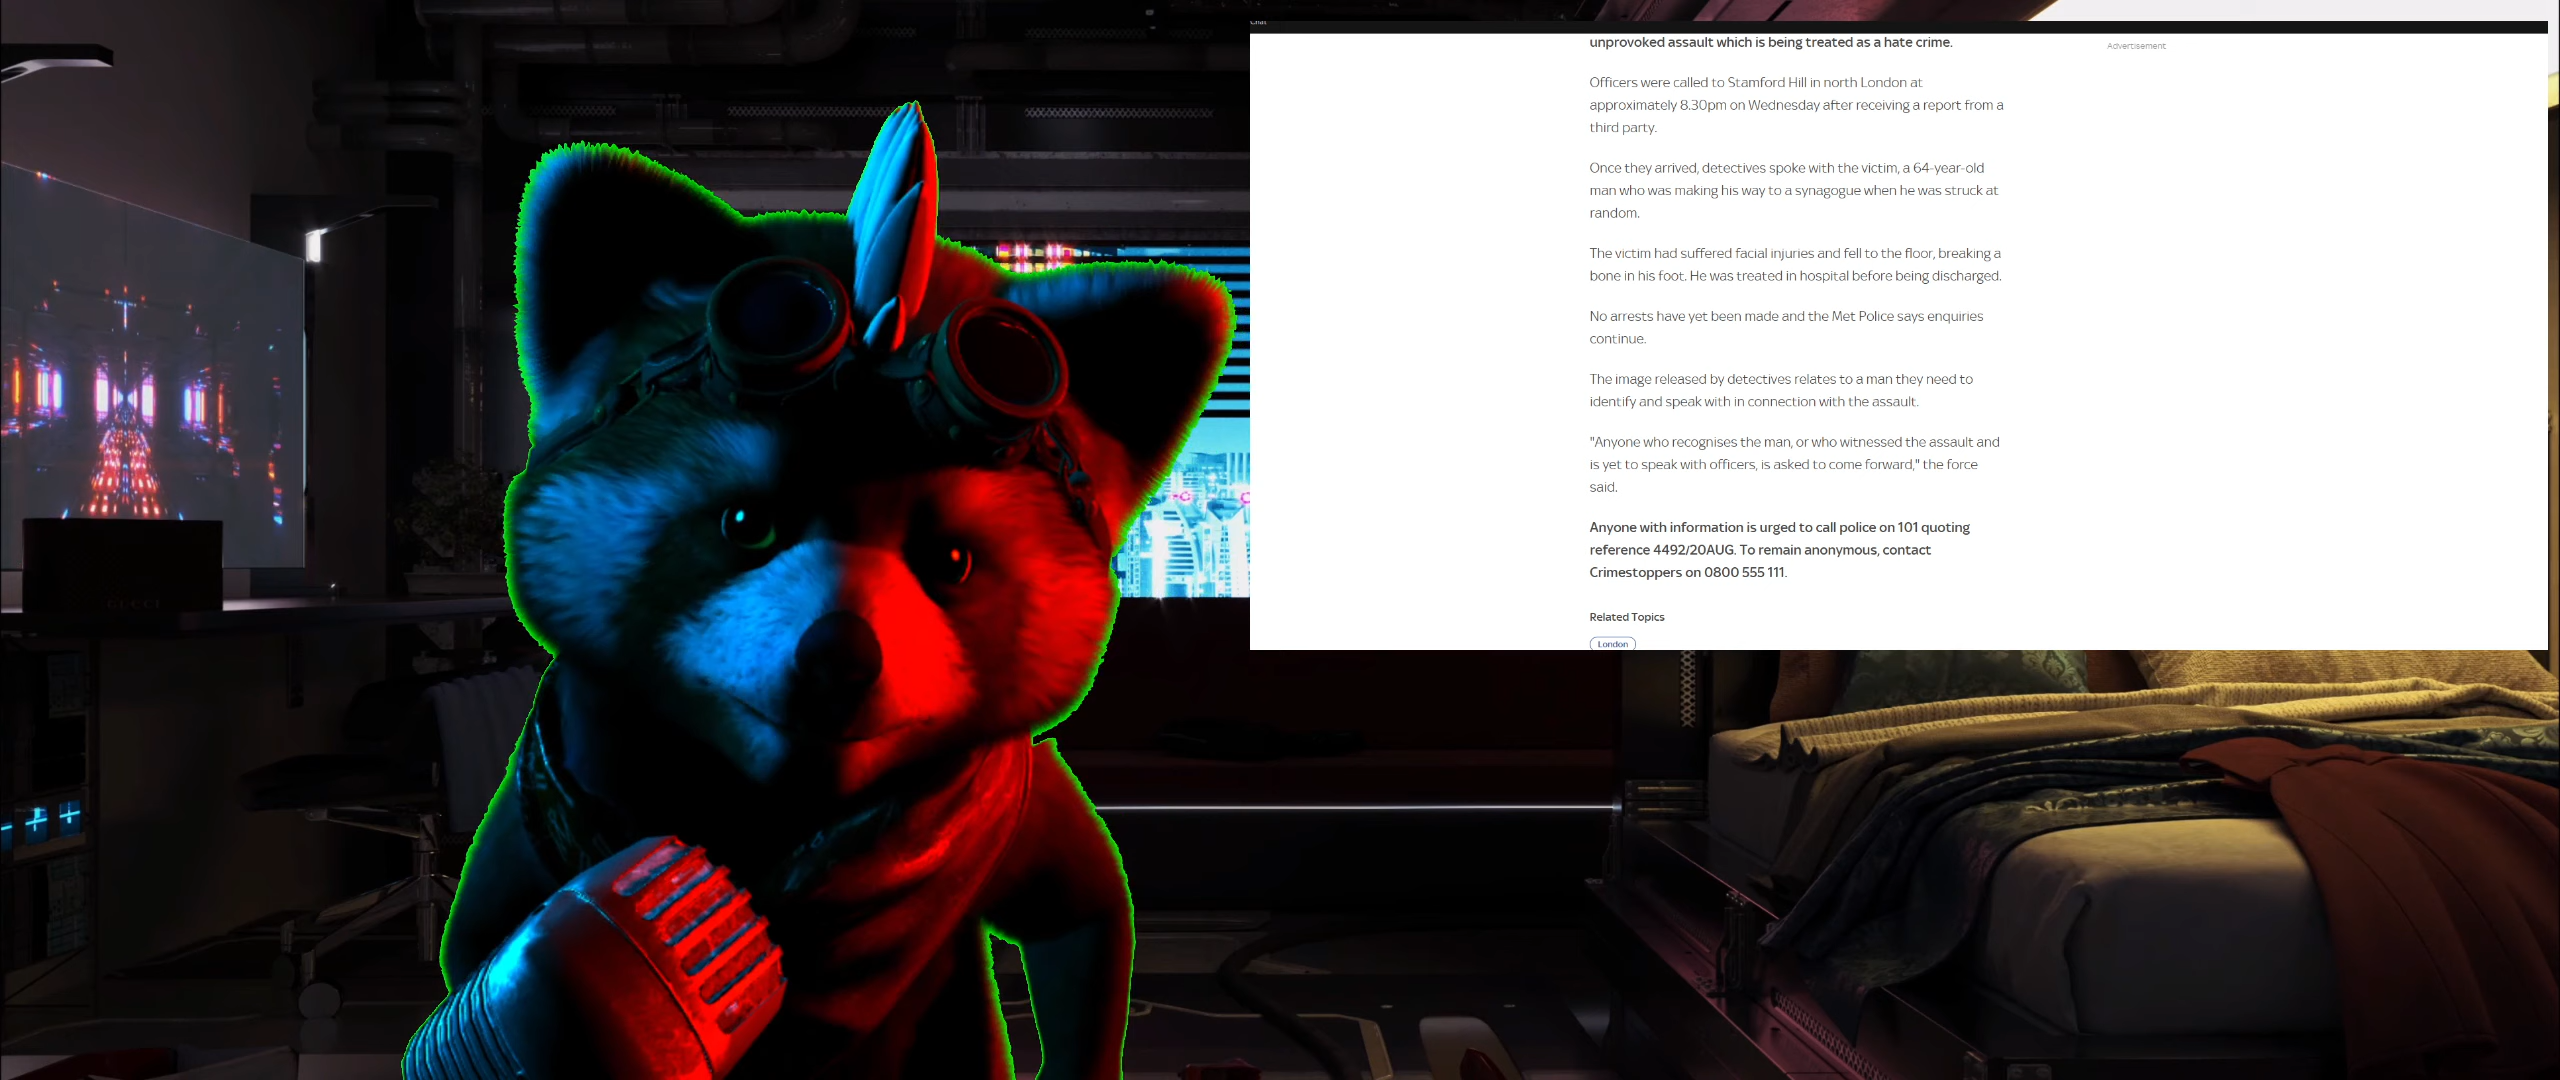 Chat
unprovoked assault which is being treated as a hate crime.
Advertisement
Officers were called to Stamford Hill in north London at
approximately 8.30pm on Wednesday after receiving a report from a
third party.
Once they arrived, detectives spoke with the victim, a 64-year-old
man who was making his way to a synagogue when he was struck at
random.
The victim had suffered facial injuries and fell to the floor, breaking a
bone in his foot. He was treated in hospital before being discharged.
No arrests have yet been made and the Met Police says enquiries
continue.
The image released by detectives relates to a man they need to
identify and speak with in connection with the assault.
"Anyone who recognises the man, or who witnessed the assault and
is yet to speak with officers, is asked to come forward," the force
said.
Anyone with information is urged to call police on 101 quoting
reference 4492/20AUG. To remain anonymous, contact
Crimestoppers on 0800 555 111.
Related Topics
London
GUCCI